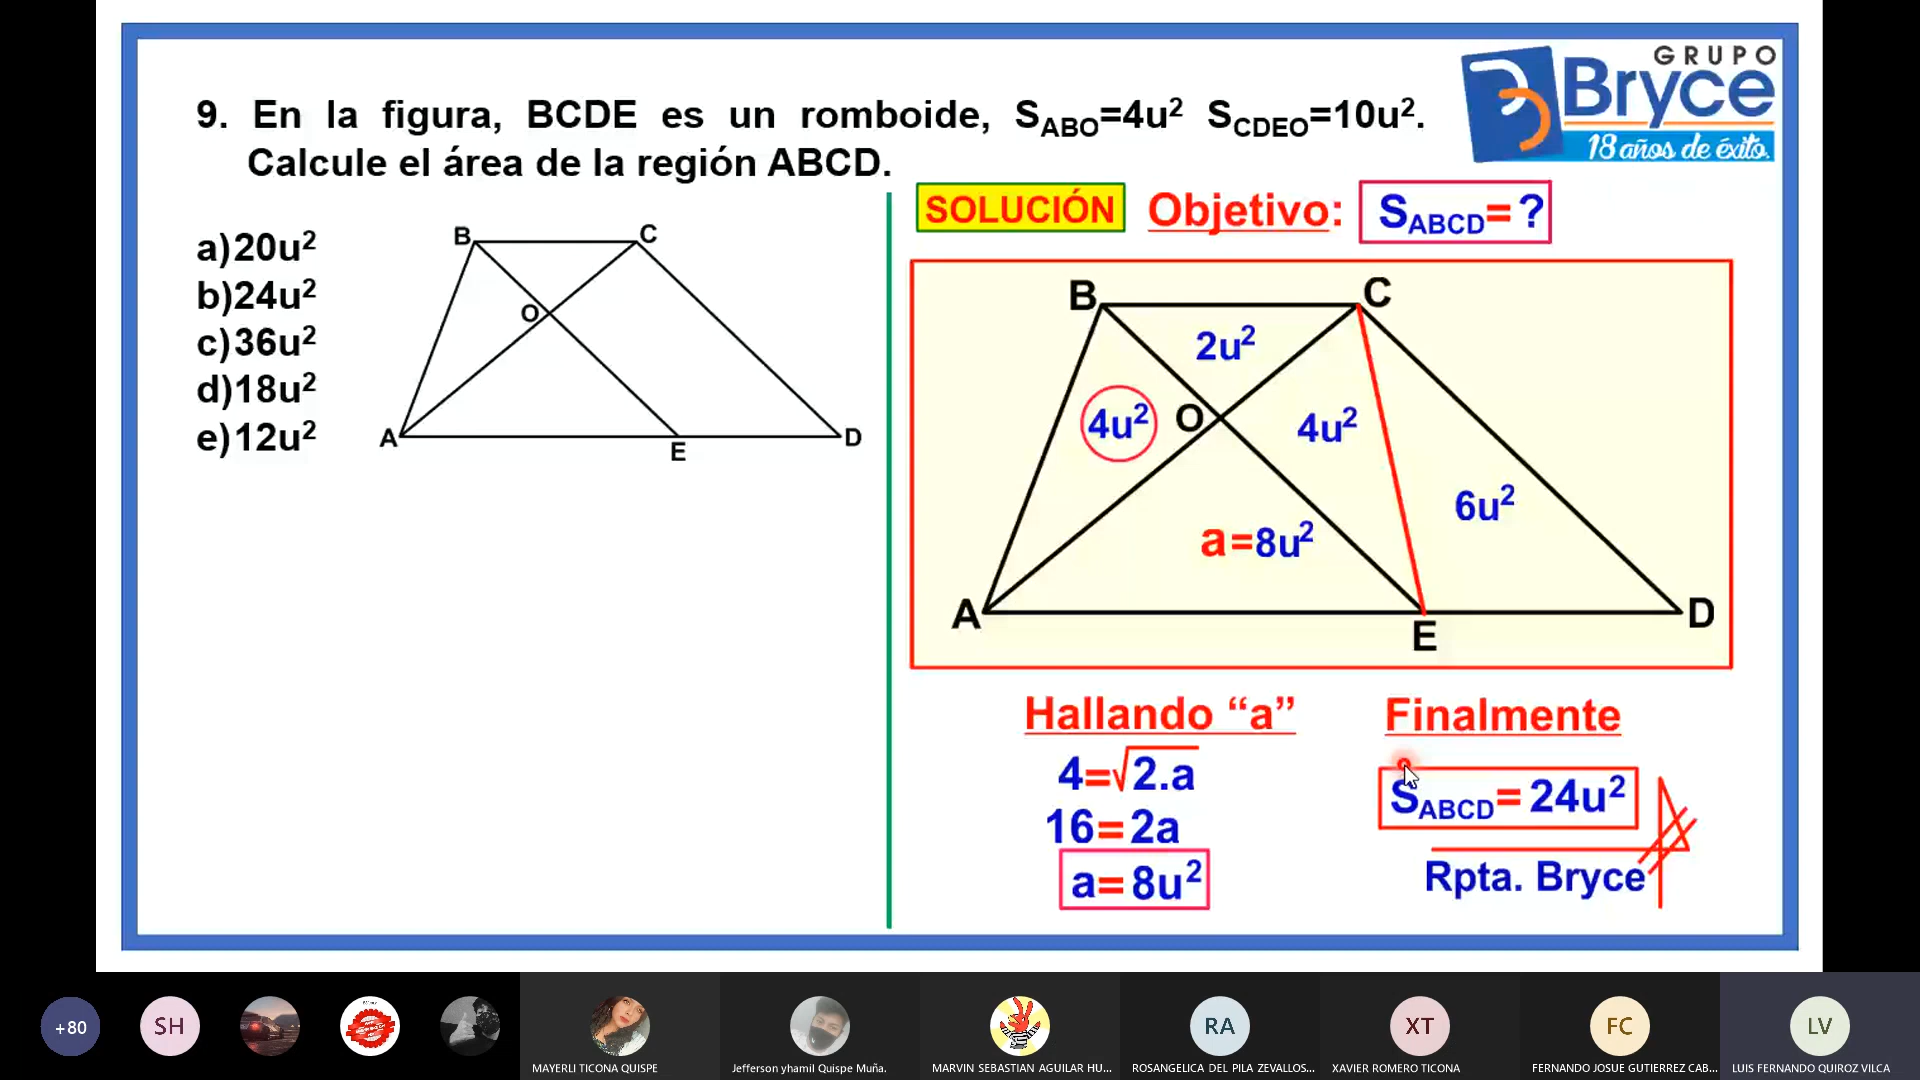 GRUPO
Bryce
18 años de éxito.
9. En la figura, BCDE es un romboide, S_ABO=4u² S_CDEO=10u².
Calcule el área de la región ABCD.
a)20u²
b)24u²
c)36u²
d)18u²
e)12u²
B
C
O
A
E
D
SOLUCIÓN
Objetivo: S_ABCD=?
B
C
2u²
4u²
O
4u²
6u²
a=8u²
A
D
E
Hallando “a”
4=√2.a
16=2a
a=8u²
Finalmente
S_ABCD=24u²
Rpta. Bryce
+80
SH
RA
XT
FC
LV
MAYERLI TICONA QUISPE
Jefferson yhamil Quispe Muña.
MARVIN SEBASTIAN AGUILAR HU...
ROSANGELICA DEL PILA ZEVALLOS...
XAVIER ROMERO TICONA
FERNANDO JOSUE GUTIERREZ CAB...
LUIS FERNANDO QUIROZ VILCA